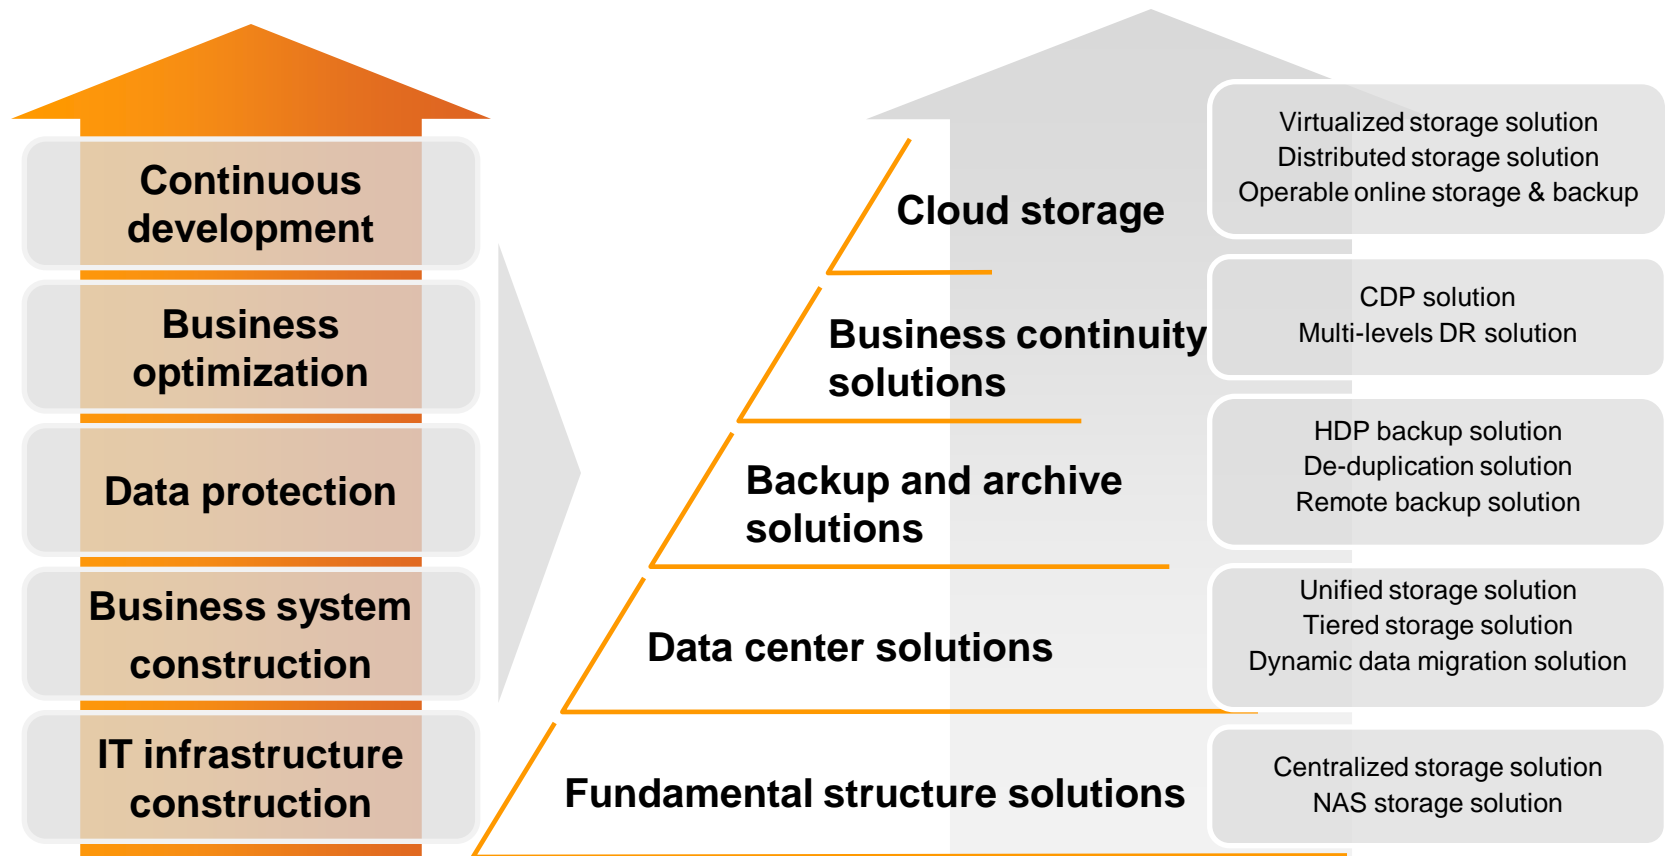 Continuous
development
Business
optimization
Data protection
Business system
construction
IT infrastructure
construction
Cloud storage
Business continuity
solutions
Backup and archive
solutions
Data center solutions
Fundamental structure solutions
Virtualized storage solution
Distributed storage solution
Operable online storage & backup
CDP solution
Multi-levels DR solution
HDP backup solution
De-duplication solution
Remote backup solution
Unified storage solution
Tiered storage solution
Dynamic data migration solution
Centralized storage solution
NAS storage solution